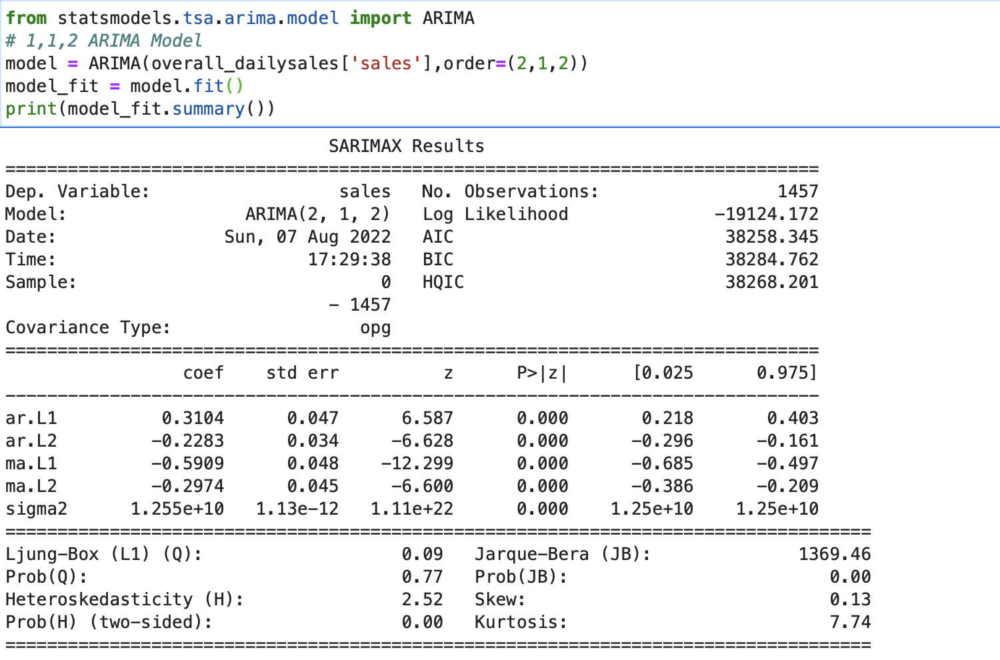 from statsmodels.tsa.arima.model import ARIMA
# 1,1,2 ARIMA Model
model = ARIMA(overall_dailysales['sales'],order=(2,1,2))
model_fit = model.fit()
print(model_fit.summary())
SARIMAX Results
==============================================================================
Dep. Variable:                  sales   No. Observations:                 1457
Model:                 ARIMA(2, 1, 2)   Log Likelihood              -19124.172
Date:                Sun, 07 Aug 2022   AIC                          38258.345
Time:                        17:29:38   BIC                          38284.762
Sample:                             0   HQIC                         38268.201
                               - 1457
Covariance Type:                  opg
==============================================================================
                 coef    std err          z      P>|z|      [0.025      0.975]
------------------------------------------------------------------------------
ar.L1          0.3104      0.047      6.587      0.000       0.218       0.403
ar.L2         -0.2283      0.034     -6.628      0.000      -0.296      -0.161
ma.L1         -0.5909      0.048    -12.299      0.000      -0.685      -0.497
ma.L2         -0.2974      0.045     -6.600      0.000      -0.386      -0.209
sigma2      1.255e+10   1.13e-12   1.11e+22      0.000    1.25e+10    1.25e+10
===================================================================================
Ljung-Box (L1) (Q):                   0.09   Jarque-Bera (JB):              1369.46
Prob(Q):                              0.77   Prob(JB):                         0.00
Heteroskedasticity (H):               2.52   Skew:                             0.13
Prob(H) (two-sided):                  0.00   Kurtosis:                         7.74
===================================================================================